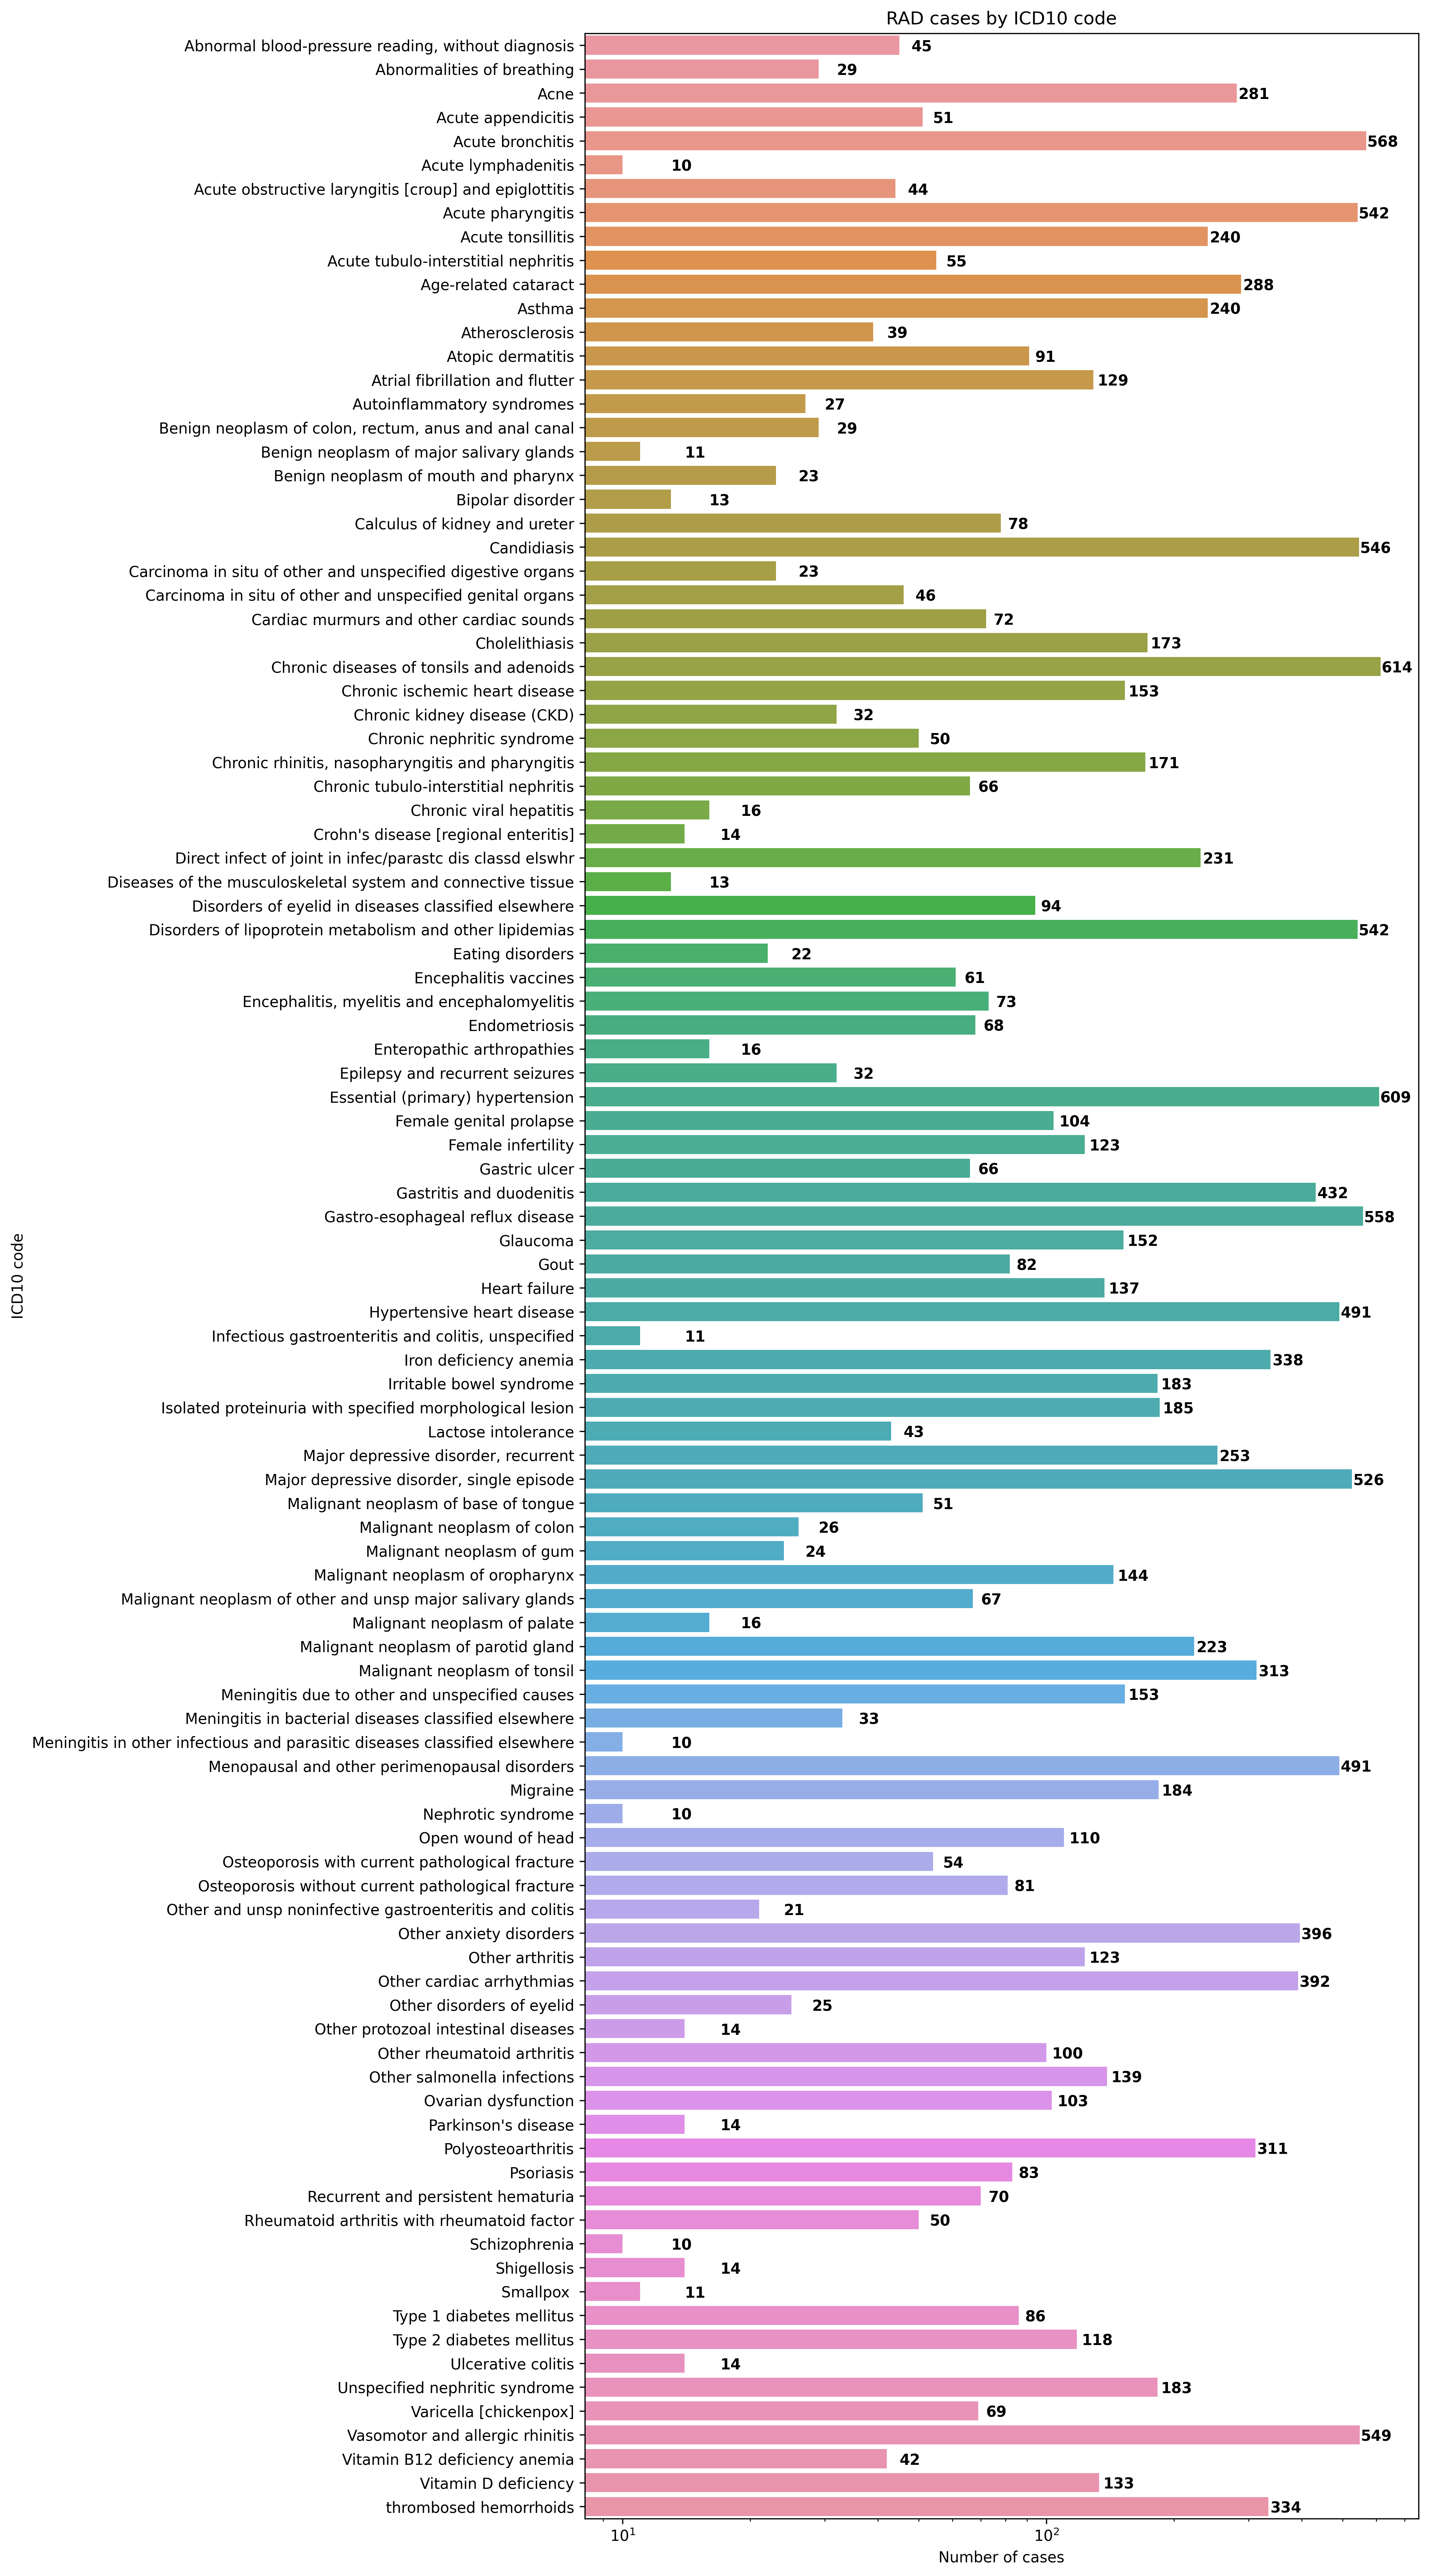 RAD cases by ICD10 code
Abnormal blood-pressure reading, without diagnosis 45
Abnormalities of breathing 29
Acne 281
Acute appendicitis 51
Acute bronchitis 568
Acute lymphadenitis 10
Acute obstructive laryngitis [croup] and epiglottitis 44
Acute pharyngitis 542
Acute tonsillitis 240
Acute tubulo-interstitial nephritis 55
Age-related cataract 288
Asthma 240
Atherosclerosis 39
Atopic dermatitis 91
Atrial fibrillation and flutter 129
Autoinflammatory syndromes 27
Benign neoplasm of colon, rectum, anus and anal canal 29
Benign neoplasm of major salivary glands 11
Benign neoplasm of mouth and pharynx 23
Bipolar disorder 13
Calculus of kidney and ureter 78
Candidiasis 546
Carcinoma in situ of other and unspecified digestive organs 23
Carcinoma in situ of other and unspecified genital organs 46
Cardiac murmurs and other cardiac sounds 72
Cholelithiasis 173
Chronic diseases of tonsils and adenoids 614
Chronic ischemic heart disease 153
Chronic kidney disease (CKD) 32
Chronic nephritic syndrome 50
Chronic rhinitis, nasopharyngitis and pharyngitis 171
Chronic tubulo-interstitial nephritis 66
Chronic viral hepatitis 16
Crohn's disease [regional enteritis] 14
Direct infect of joint in infec/parastc dis classd elswhr 231
Diseases of the musculoskeletal system and connective tissue 13
Disorders of eyelid in diseases classified elsewhere 94
Disorders of lipoprotein metabolism and other lipidemias 542
Eating disorders 22
Encephalitis vaccines 61
Encephalitis, myelitis and encephalomyelitis 73
Endometriosis 68
Enteropathic arthropathies 16
Epilepsy and recurrent seizures 32
Essential (primary) hypertension 609
Female genital prolapse 104
Female infertility 123
Gastric ulcer 66
Gastritis and duodenitis 432
Gastro-esophageal reflux disease 558
Glaucoma 152
Gout 82
Heart failure 137
Hypertensive heart disease 491
Infectious gastroenteritis and colitis, unspecified 11
Iron deficiency anemia 338
Irritable bowel syndrome 183
Isolated proteinuria with specified morphological lesion 185
Lactose intolerance 43
Major depressive disorder, recurrent 253
Major depressive disorder, single episode 526
Malignant neoplasm of base of tongue 51
Malignant neoplasm of colon 26
Malignant neoplasm of gum 24
Malignant neoplasm of oropharynx 144
Malignant neoplasm of other and unsp major salivary glands 67
Malignant neoplasm of palate 16
Malignant neoplasm of parotid gland 223
Malignant neoplasm of tonsil 313
Meningitis due to other and unspecified causes 153
Meningitis in bacterial diseases classified elsewhere 33
Meningitis in other infectious and parasitic diseases classified elsewhere 10
Menopausal and other perimenopausal disorders 491
Migraine 184
Nephrotic syndrome 10
Open wound of head 110
Osteoporosis with current pathological fracture 54
Osteoporosis without current pathological fracture 81
Other and unsp noninfective gastroenteritis and colitis 21
Other anxiety disorders 396
Other arthritis 123
Other cardiac arrhythmias 392
Other disorders of eyelid 25
Other protozoal intestinal diseases 14
Other rheumatoid arthritis 100
Other salmonella infections 139
Ovarian dysfunction 103
Parkinson's disease 14
Polyosteoarthritis 311
Psoriasis 83
Recurrent and persistent hematuria 70
Rheumatoid arthritis with rheumatoid factor 50
Schizophrenia 10
Shigellosis 14
Smallpox 11
Type 1 diabetes mellitus 86
Type 2 diabetes mellitus 118
Ulcerative colitis 14
Unspecified nephritic syndrome 183
Varicella [chickenpox] 69
Vasomotor and allergic rhinitis 549
Vitamin B12 deficiency anemia 42
Vitamin D deficiency 133
thrombosed hemorrhoids 334
ICD10 code
10¹ 10²
Number of cases